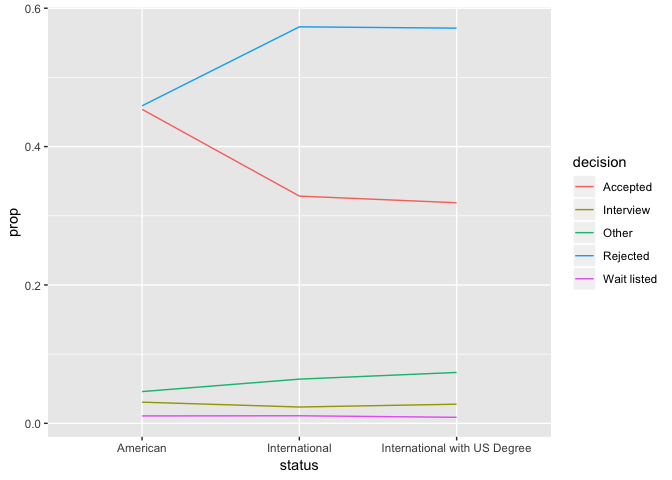 0.6
0.4
0.2
0.0
prop
American
International
International with US Degree
status
decision
Accepted
Interview
Other
Rejected
Wait listed